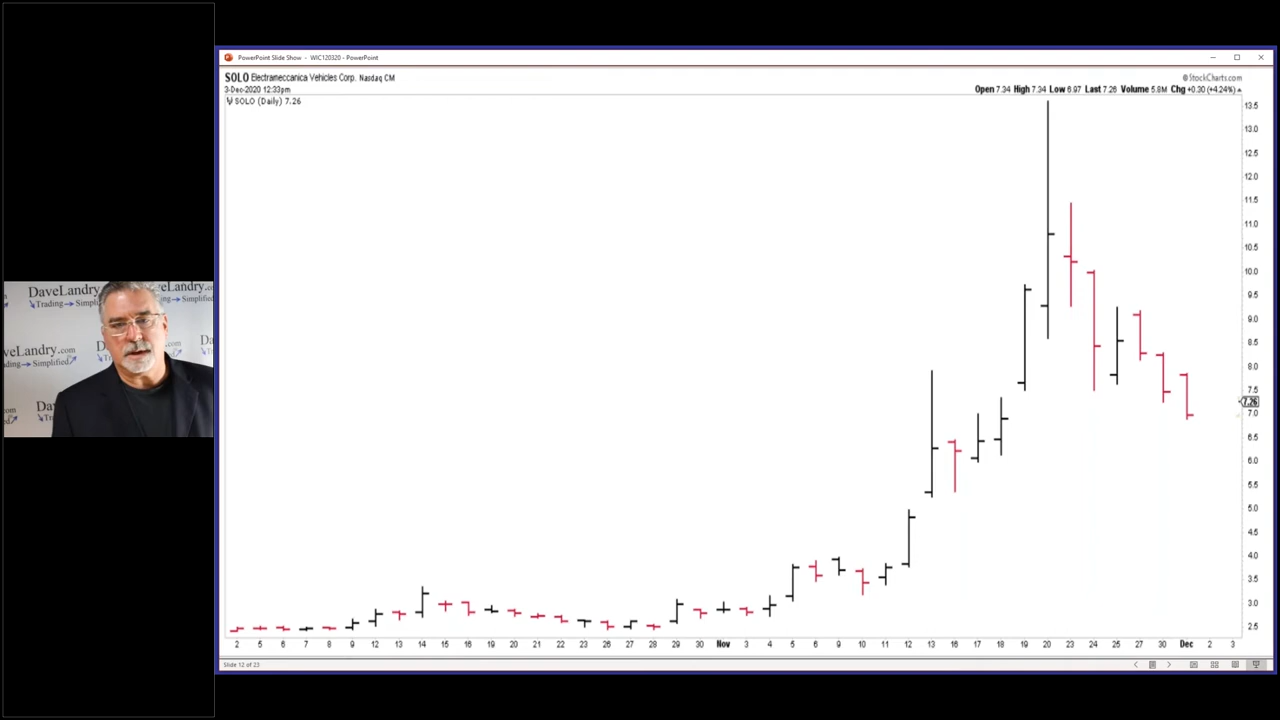 PowerPoint Slide Show - WIC120320 - PowerPoint
SOLO Electrameccanica Vehicles Corp. Nasdaq CM
© StockCharts.com
3-Dec-2020 12:33pm
Open 7.34 High 7.34 Low 6.97 Last 7.26 Volume 5.8M Chg +0.30 (+4.24%)
SOLO (Daily) 7.26
13.5
13.0
12.5
12.0
11.5
11.0
10.5
10.0
9.5
9.0
8.5
8.0
7.5
7.26
7.0
6.5
6.0
5.5
5.0
4.5
4.0
3.5
3.0
2.5
2 5 6 7 8 9 12 13 14 15 16 19 20 21 22 23 26 27 28 29 30 Nov 3 4 5 6 9 10 11 12 13 16 17 18 19 20 23 24 25 27 30 Dec 2 3
Slide 12 of 23
DaveLandry
Trading Simplified